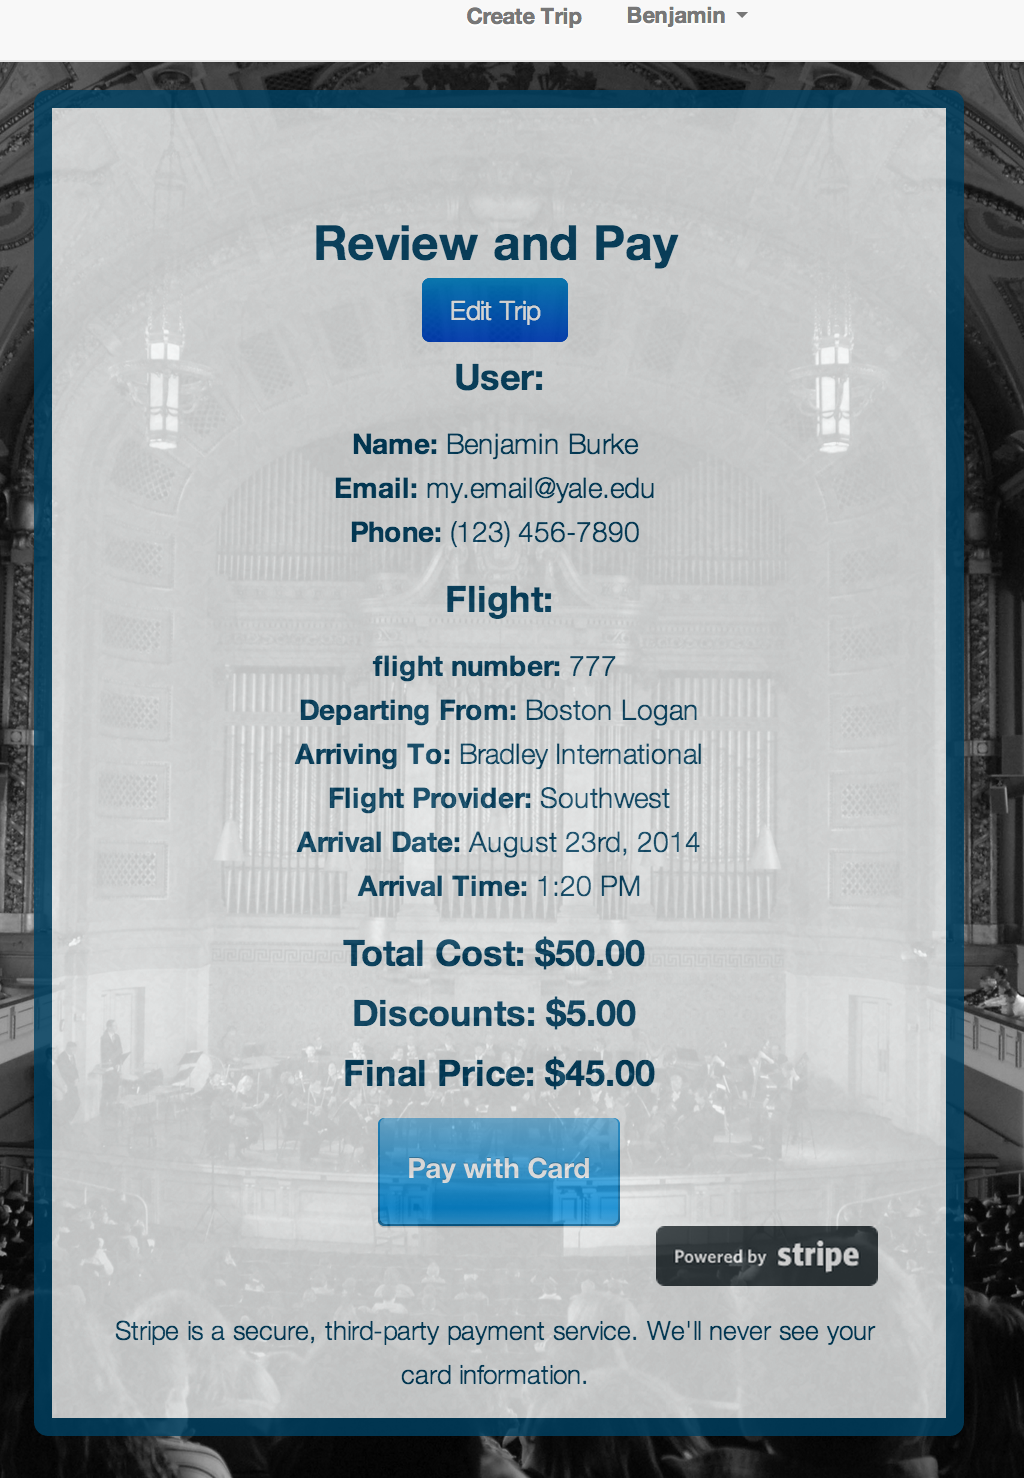 Create Trip Benjamin
Review and Pay
Edit Trip
User:
Name: Benjamin Burke
Email: my.email@yale.edu
Phone: (123) 456-7890
Flight:
flight number: 777
Departing From: Boston Logan
Arriving To: Bradley International
Flight Provider: Southwest
Arrival Date: August 23rd, 2014
Arrival Time: 1:20 PM
Total Cost: $50.00
Discounts: $5.00
Final Price: $45.00
Pay with Card
Powered by stripe
Stripe is a secure, third-party payment service. We'll never see your
card information.